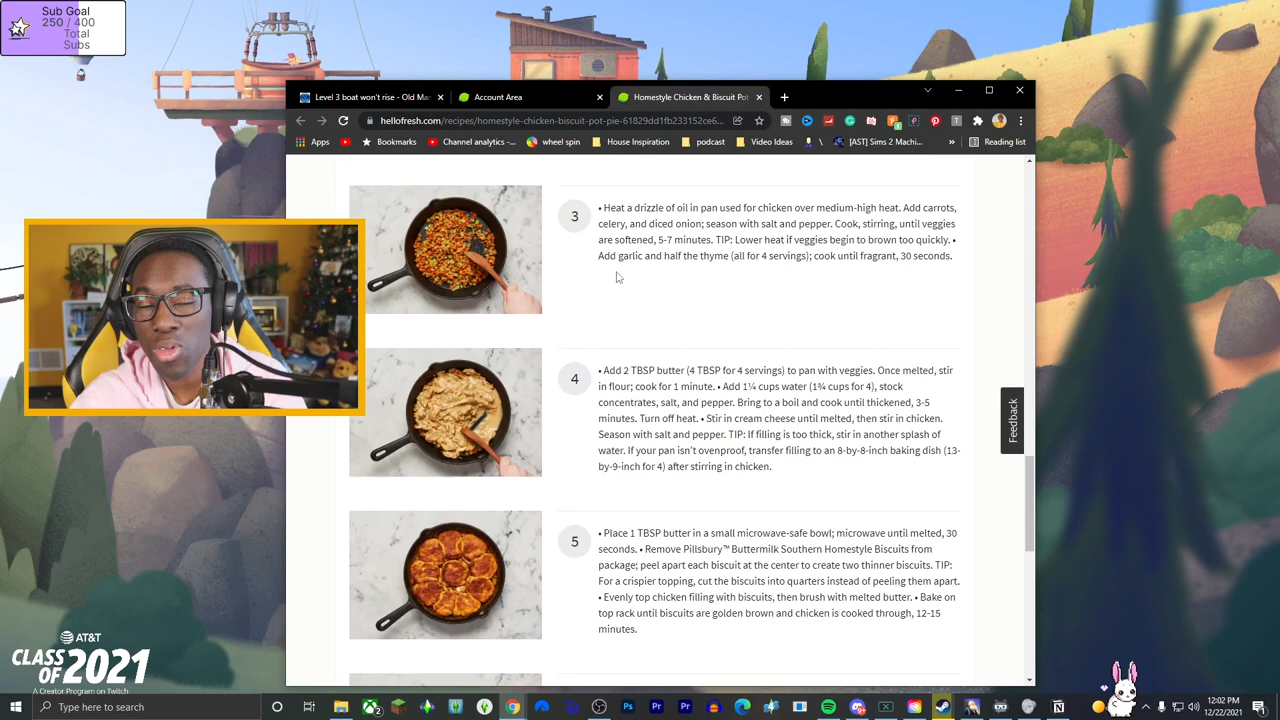 Sub Goal
250 / 400
Total
Subs
Level 3 boat won't rise - Old Ma
Account Area
Homestyle Chicken & Biscuit Pot
hellofresh.com/recipes/homestyle-chicken-biscuit-pot-pie-61829dd1fb233152ce6...
Apps
Bookmarks
Channel analytics -...
wheel spin
House Inspiration
podcast
Video Ideas
\
[AST] Sims 2 Machi...
»
Reading list
3
• Heat a drizzle of oil in pan used for chicken over medium-high heat. Add carrots,
celery, and diced onion; season with salt and pepper. Cook, stirring, until veggies
are softened, 5-7 minutes. TIP: Lower heat if veggies begin to brown too quickly. •
Add garlic and half the thyme (all for 4 servings); cook until fragrant, 30 seconds.
4
• Add 2 TBSP butter (4 TBSP for 4 servings) to pan with veggies. Once melted, stir
in flour; cook for 1 minute. • Add 1¼ cups water (1¾ cups for 4), stock
concentrates, salt, and pepper. Bring to a boil and cook until thickened, 3-5
minutes. Turn off heat. • Stir in cream cheese until melted, then stir in chicken.
Season with salt and pepper. TIP: If filling is too thick, stir in another splash of
water. If your pan isn't ovenproof, transfer filling to an 8-by-8-inch baking dish (13-
by-9-inch for 4) after stirring in chicken.
Feedback
5
• Place 1 TBSP butter in a small microwave-safe bowl; microwave until melted, 30
seconds. • Remove Pillsbury™ Buttermilk Southern Homestyle Biscuits from
package; peel apart each biscuit at the center to create two thinner biscuits. TIP:
For a crispier topping, cut the biscuits into quarters instead of peeling them apart.
• Evenly top chicken filling with biscuits, then brush with melted butter. • Bake on
top rack until biscuits are golden brown and chicken is cooked through, 12-15
minutes.
AT&T
CLASS
OF 2021
A Creator Program on Twitch
Type here to search
12:02 PM
12/22/2021